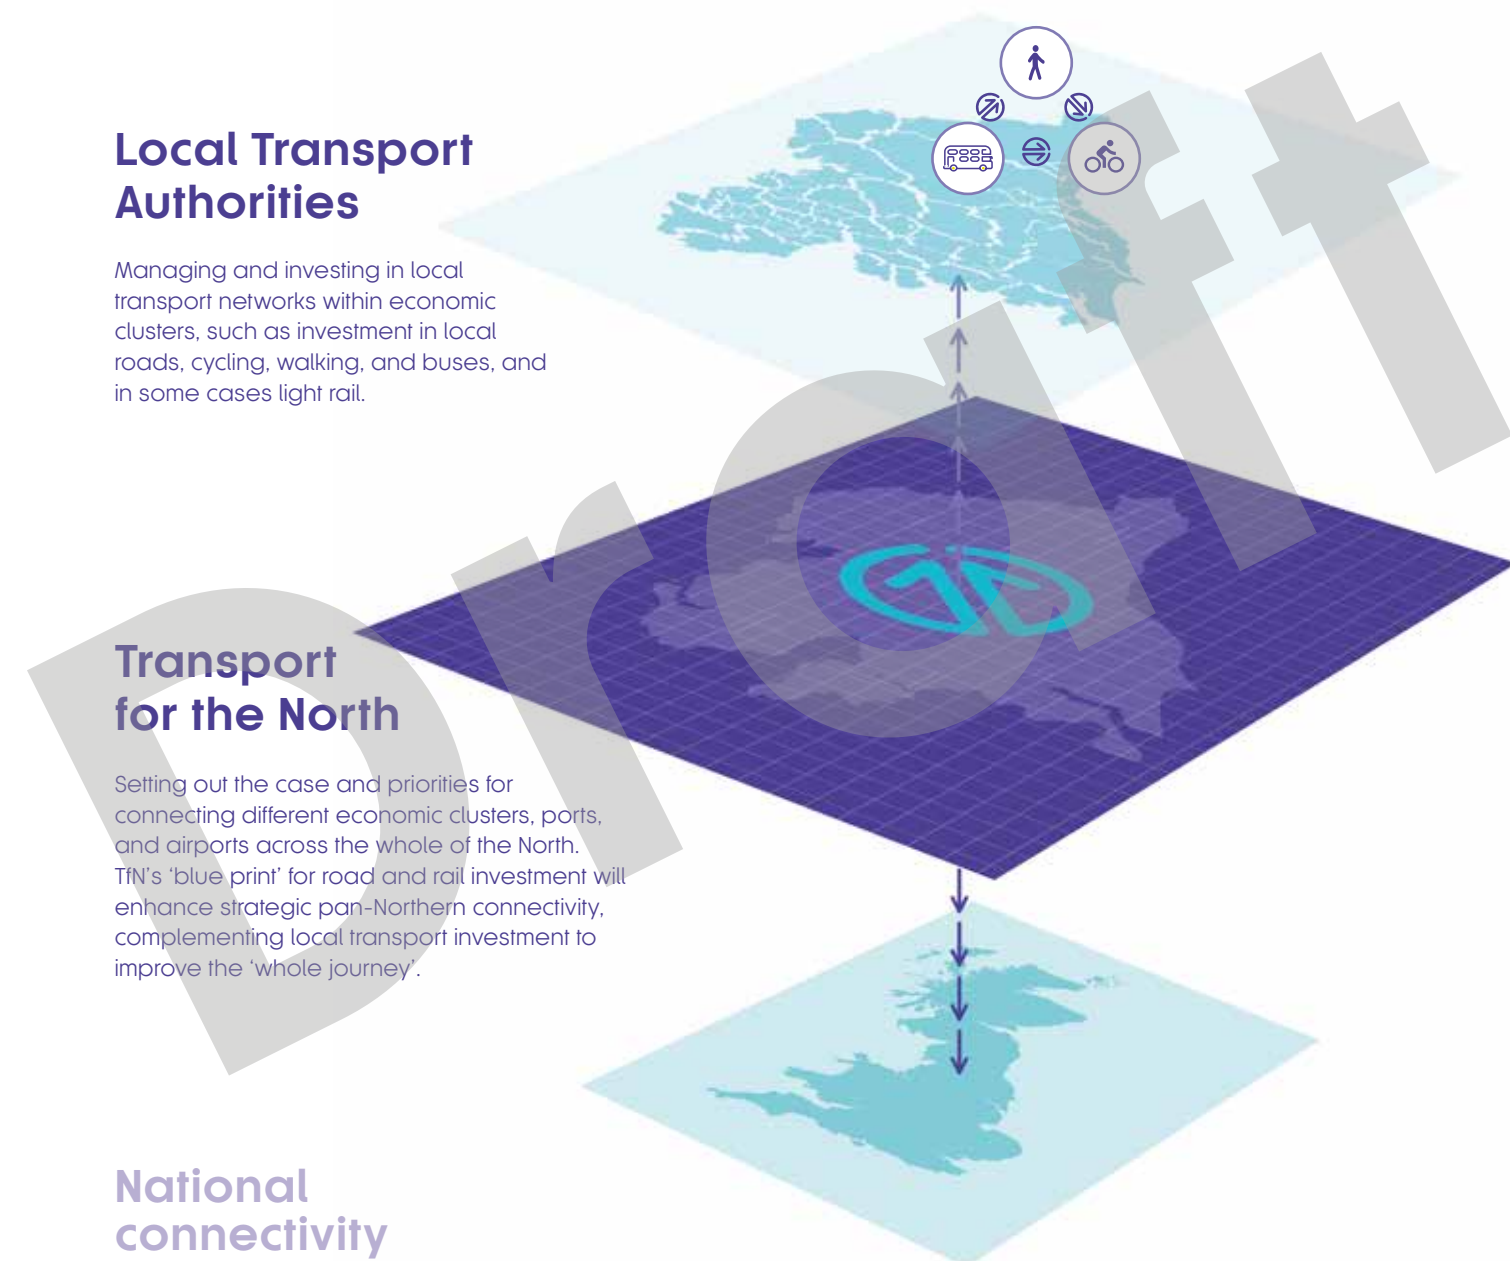 Local Transport
Authorities
Managing and investing in local
transport networks within economic
clusters, such as investment in local
roads, cycling, walking, and buses, and
in some cases light rail.
Transport
for the North
Setting out the case and priorities for
connecting different economic clusters, ports,
and airports across the whole of the North.
TfN's ‘blue print’ for road and rail investment will
enhance strategic pan-Northern connectivity,
complementing local transport investment to
improve the ‘whole journey’.
National
connectivity
Draft